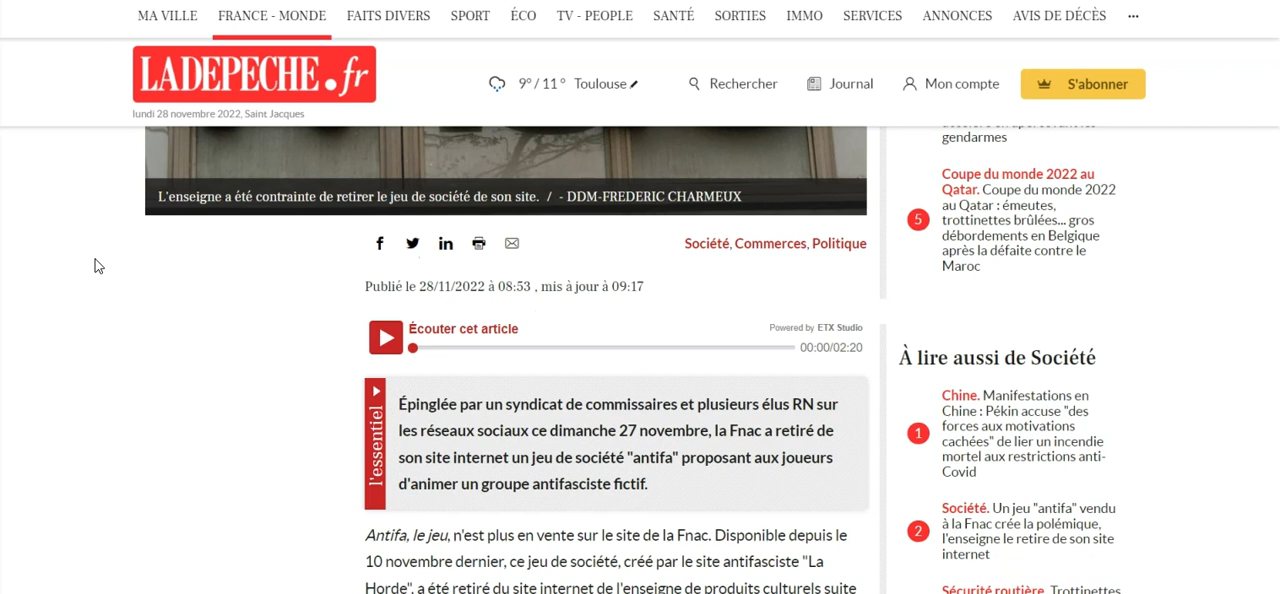 MA VILLE FRANCE - MONDE FAITS DIVERS SPORT ÉCO TV - PEOPLE SANTÉ SORTIES IMMO SERVICES ANNONCES AVIS DE DÉCÈS ...
LADEPECHE.fr
9° / 11 ° Toulouse Rechercher Journal Mon compte S'abonner
lundi 28 novembre 2022, Saint Jacques
L'enseigne a été contrainte de retirer le jeu de société de son site. / - DDM-FREDERIC CHARMEUX
Société, Commerces, Politique
Publié le 28/11/2022 à 08:53 , mis à jour à 09:17
Écouter cet article
Powered by ETX Studio
00:00/02:20
l'essentiel
Épinglée par un syndicat de commissaires et plusieurs élus RN sur
les réseaux sociaux ce dimanche 27 novembre, la Fnac a retiré de
son site internet un jeu de société "antifa" proposant aux joueurs
d'animer un groupe antifasciste fictif.
Antifa, le jeu, n'est plus en vente sur le site de la Fnac. Disponible depuis le
10 novembre dernier, ce jeu de société, créé par le site antifasciste "La
Horde", a été retiré du site internet de l'enseigne de produits culturels suite
gendarmes
5
Coupe du monde 2022 au
Qatar. Coupe du monde 2022
au Qatar : émeutes,
trottinettes brûlées... gros
débordements en Belgique
après la défaite contre le
Maroc
À lire aussi de Société
1
Chine. Manifestations en
Chine : Pékin accuse "des
forces aux motivations
cachées" de lier un incendie
mortel aux restrictions anti-
Covid
2
Société. Un jeu "antifa" vendu
à la Fnac crée la polémique,
l'enseigne le retire de son site
internet
Sécurité routière. Trottinettes